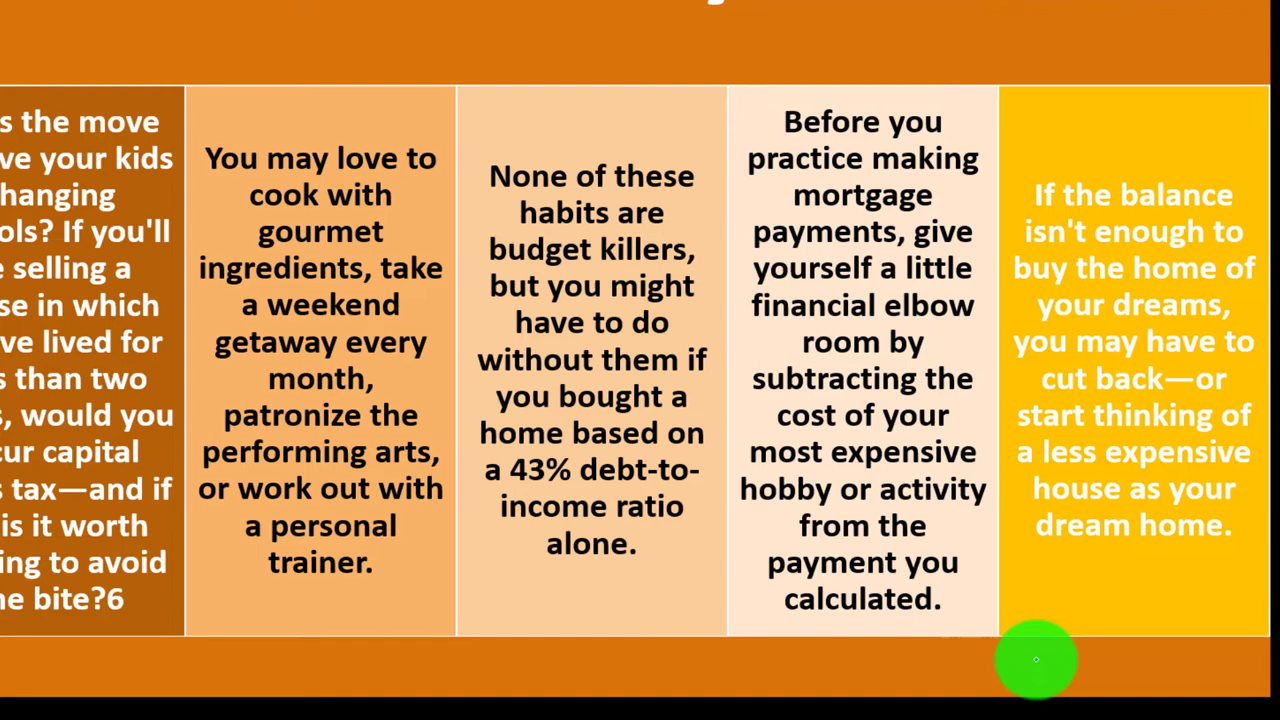 s the move
ve your kids
hanging
ols? If you'll
e selling a
se in which
ve lived for
s than two
s, would you
cur capital
s tax—and if
is it worth
ing to avoid
ne bite?6
You may love to
cook with
gourmet
ingredients, take
a weekend
getaway every
month,
patronize the
performing arts,
or work out with
a personal
trainer.
None of these
habits are
budget killers,
but you might
have to do
without them if
you bought a
home based on
a 43% debt-to-
income ratio
alone.
Before you
practice making
mortgage
payments, give
yourself a little
financial elbow
room by
subtracting the
cost of your
most expensive
hobby or activity
from the
payment you
calculated.
If the balance
isn't enough to
buy the home of
your dreams,
you may have to
cut back—or
start thinking of
a less expensive
house as your
dream home.